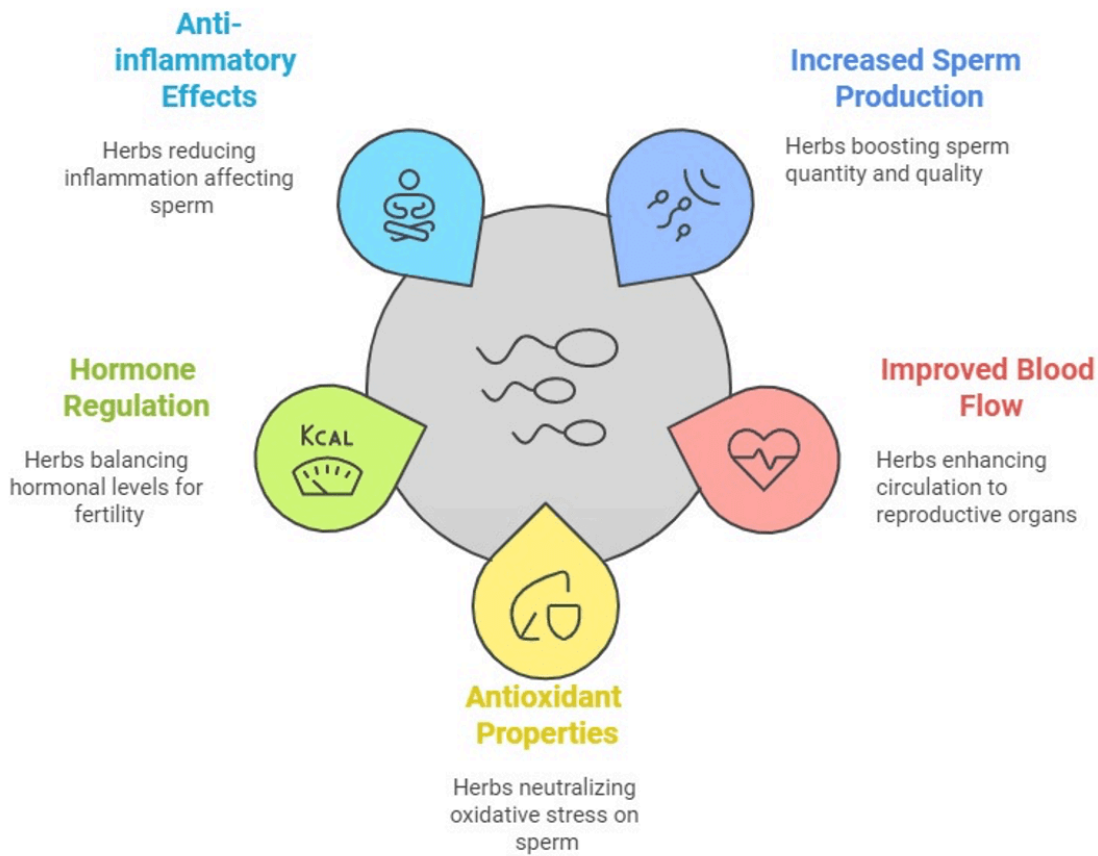 Anti-
inflammatory
Effects
Herbs reducing
inflammation affecting
sperm
Increased Sperm
Production
Herbs boosting sperm
quantity and quality
Hormone
Regulation
Herbs balancing
hormonal levels for
fertility
KCAL
Improved Blood
Flow
Herbs enhancing
circulation to
reproductive organs
Antioxidant
Properties
Herbs neutralizing
oxidative stress on
sperm